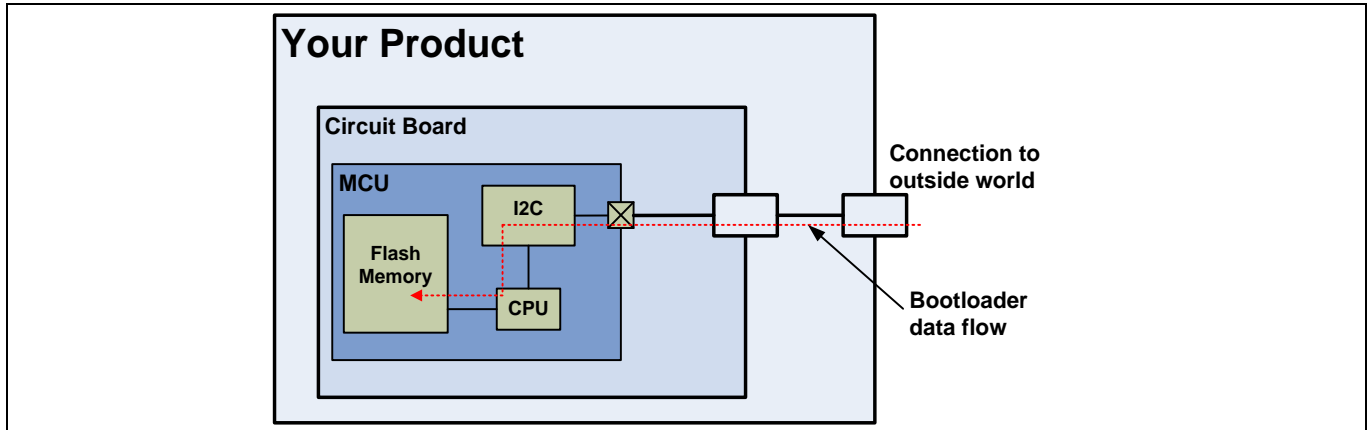 Your Product
Circuit Board
Connection to
outside world
MCU
I2C
Flash
Memory
CPU
Bootloader
data flow